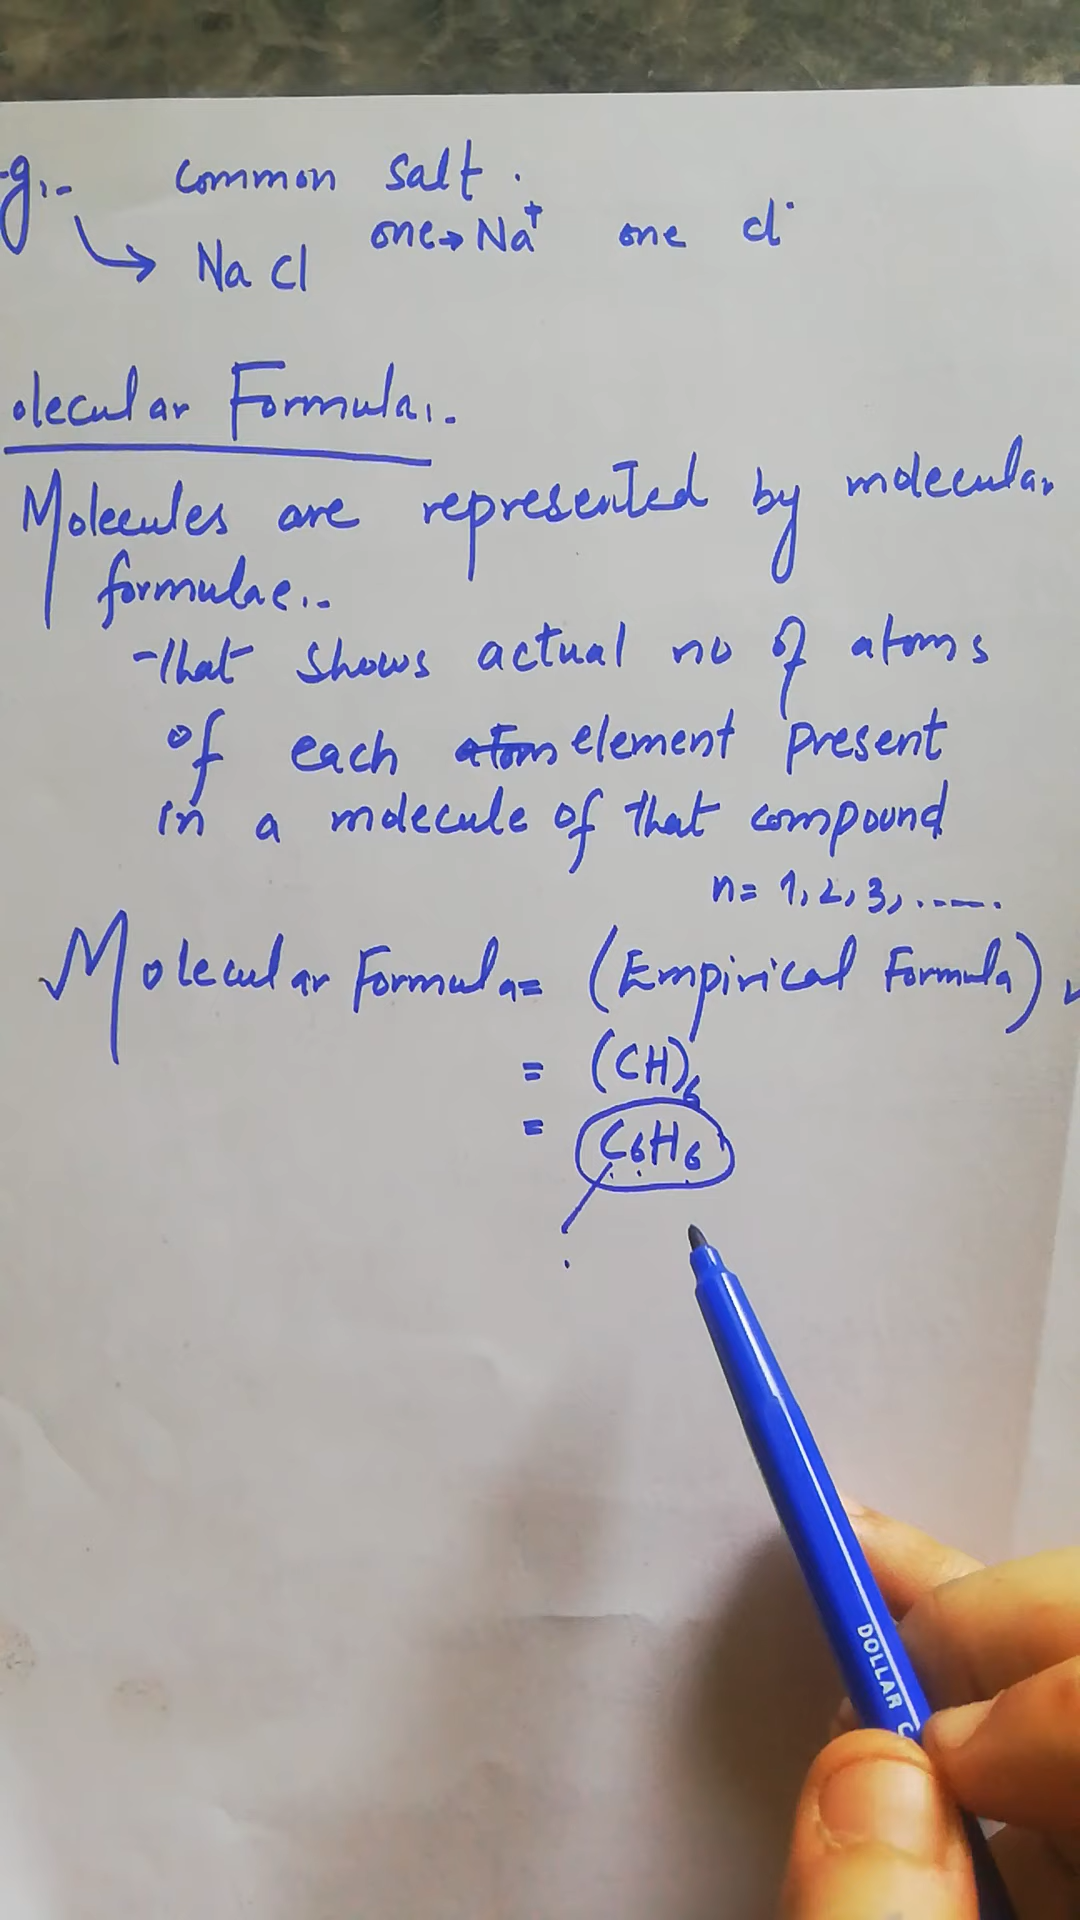 g:-  common salt.
one→ Na⁺ one Cl⁻
Na Cl
olecular Formula:-
Molecules are represented by molecular
formulae:-
that shows actual no of atoms
of each element present
in a molecule of that compound
n= 1, 2, 3, ......
Molecular Formula = (Empirical Formula)
= (CH)₆
= C₆H₆
DOLLAR